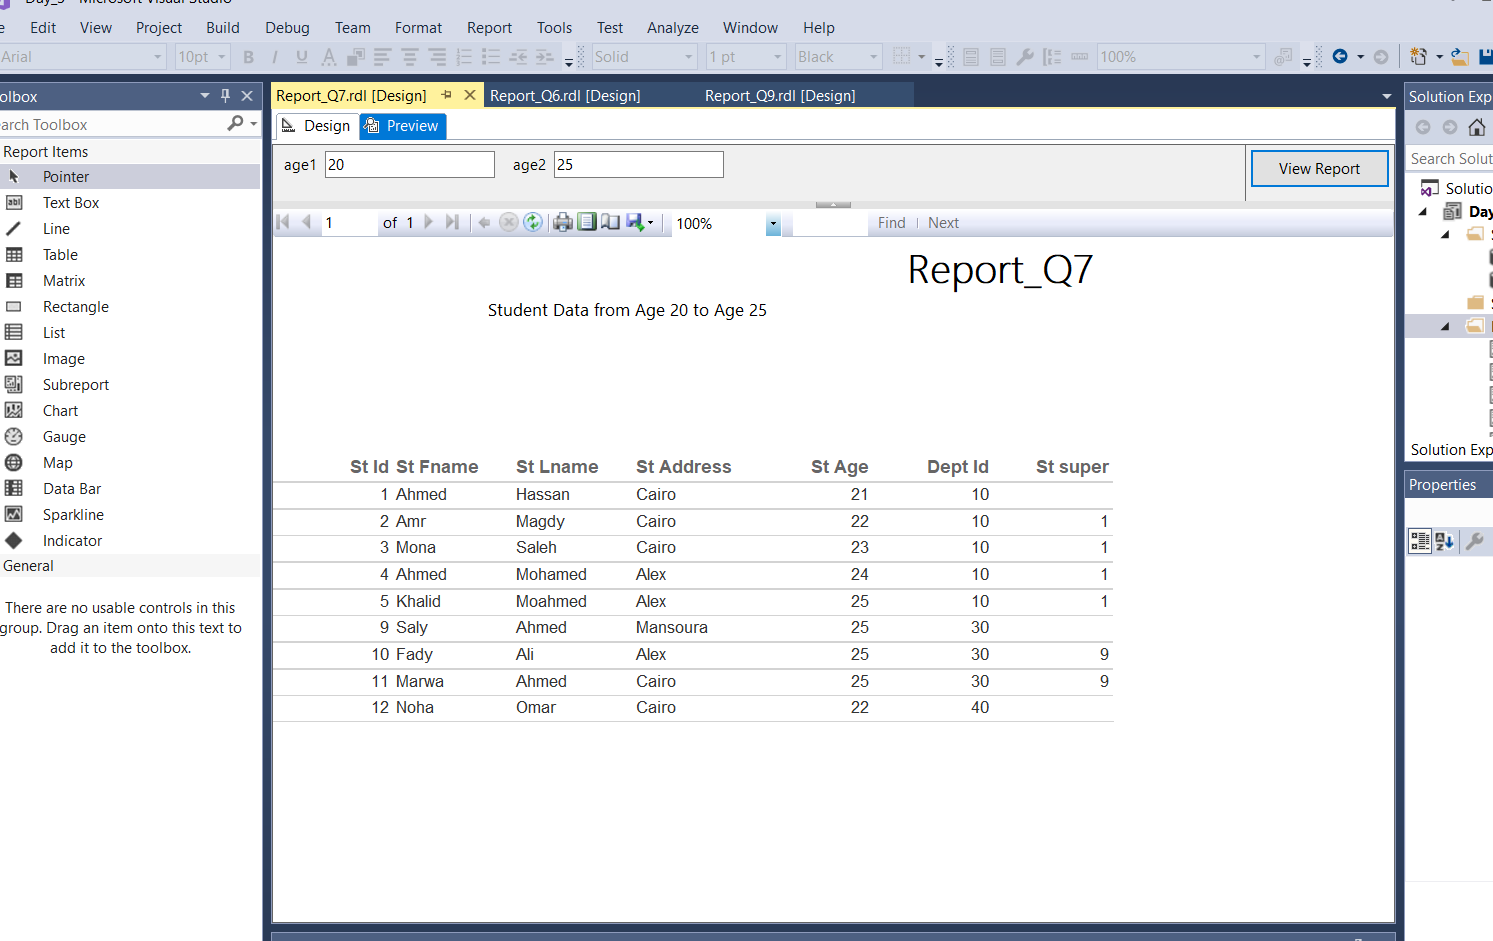 Day_5 - Microsoft Visual Studio
Edit View Project Build Debug Team Format Report Tools Test Analyze Window Help
Arial 10pt B I U A Solid 1 pt Black 100%
olbox
earch Toolbox
Report Items
Pointer
Text Box
Line
Table
Matrix
Rectangle
List
Image
Subreport
Chart
Gauge
Map
Data Bar
Sparkline
Indicator
General
There are no usable controls in this
group. Drag an item onto this text to
add it to the toolbox.
Report_Q7.rdl [Design] Report_Q6.rdl [Design] Report_Q9.rdl [Design]
Design Preview
age1 20 age2 25 View Report
1 of 1 100% Find Next
Report_Q7
Student Data from Age 20 to Age 25
St Id St Fname St Lname St Address St Age Dept Id St super
1 Ahmed Hassan Cairo 21 10
2 Amr Magdy Cairo 22 10 1
3 Mona Saleh Cairo 23 10 1
4 Ahmed Mohamed Alex 24 10 1
5 Khalid Moahmed Alex 25 10 1
9 Saly Ahmed Mansoura 25 30
10 Fady Ali Alex 25 30 9
11 Marwa Ahmed Cairo 25 30 9
12 Noha Omar Cairo 22 40
Solution Exp
Search Solut
Solutio
Day
Solution Exp
Properties